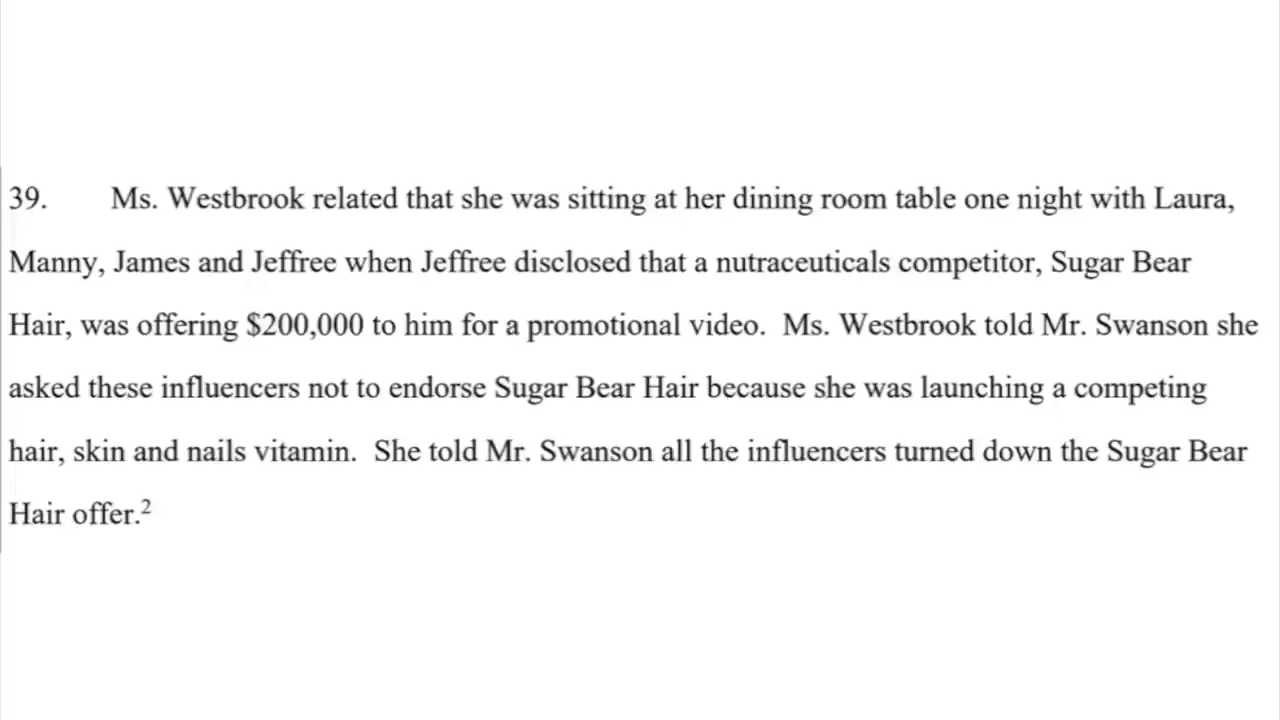 39. Ms. Westbrook related that she was sitting at her dining room table one night with Laura,
Manny, James and Jeffree when Jeffree disclosed that a nutraceuticals competitor, Sugar Bear
Hair, was offering $200,000 to him for a promotional video. Ms. Westbrook told Mr. Swanson she
asked these influencers not to endorse Sugar Bear Hair because she was launching a competing
hair, skin and nails vitamin. She told Mr. Swanson all the influencers turned down the Sugar Bear
Hair offer.²